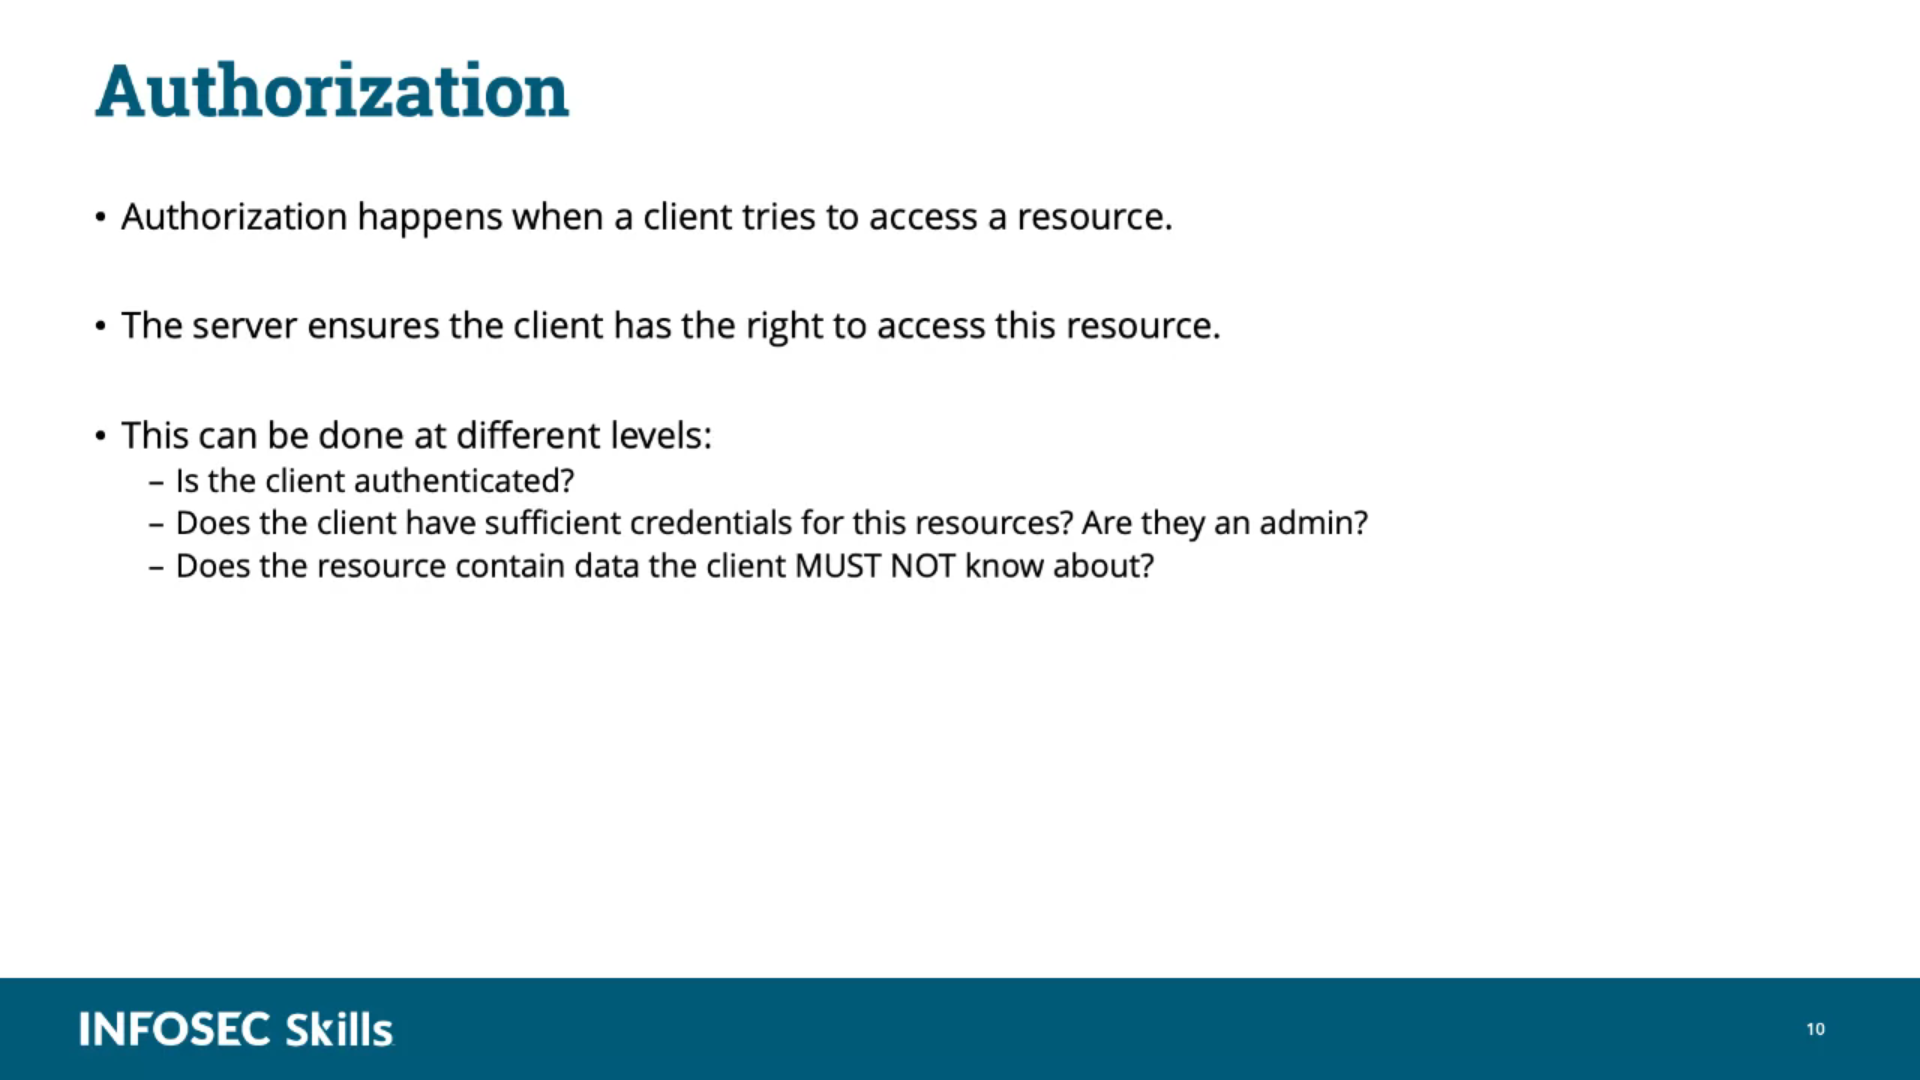 Authorization
• Authorization happens when a client tries to access a resource.
• The server ensures the client has the right to access this resource.
• This can be done at different levels:
– Is the client authenticated?
– Does the client have sufficient credentials for this resources? Are they an admin?
– Does the resource contain data the client MUST NOT know about?
INFOSEC Skills
10